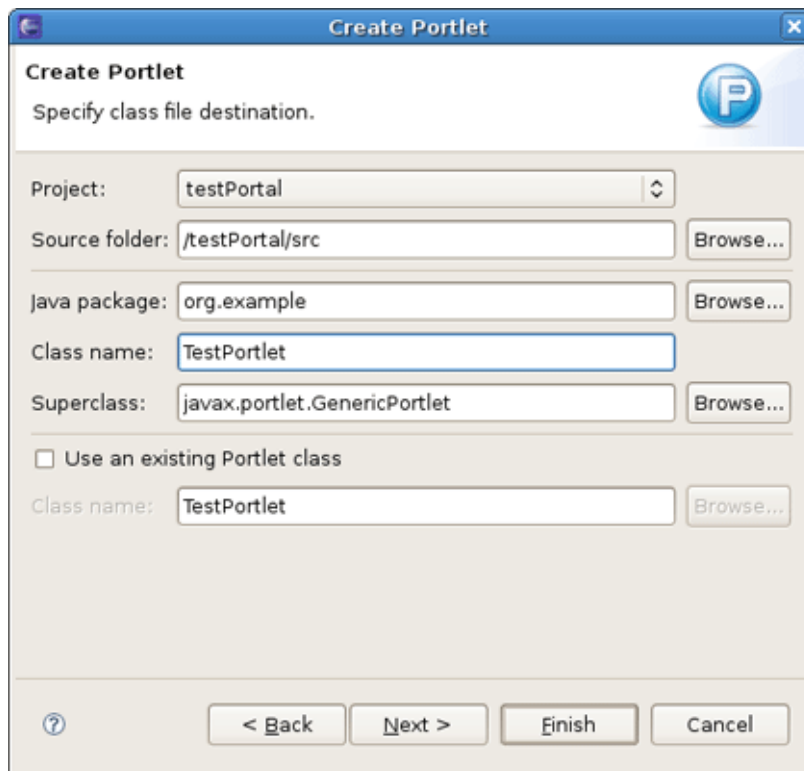 Create Portlet
Create Portlet
Specify class file destination.
Project: testPortal
Source folder: /testPortal/src Browse...
Java package: org.example Browse...
Class name: TestPortlet
Superclass: javax.portlet.GenericPortlet Browse...
Use an existing Portlet class
Class name: TestPortlet Browse...
< Back Next > Finish Cancel